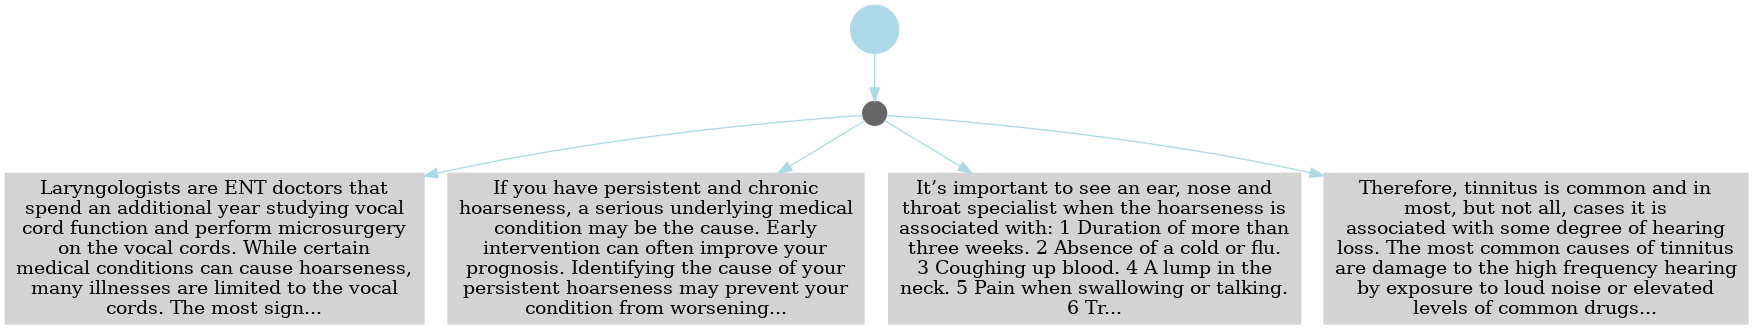 Laryngologists are ENT doctors that
spend an additional year studying vocal
cord function and perform microsurgery
on the vocal cords. While certain
medical conditions can cause hoarseness,
many illnesses are limited to the vocal
cords. The most sign...
If you have persistent and chronic
hoarseness, a serious underlying medical
condition may be the cause. Early
intervention can often improve your
prognosis. Identifying the cause of your
persistent hoarseness may prevent your
condition from worsening...
It’s important to see an ear, nose and
throat specialist when the hoarseness is
associated with: 1 Duration of more than
three weeks. 2 Absence of a cold or flu.
3 Coughing up blood. 4 A lump in the
neck. 5 Pain when swallowing or talking.
6 Tr...
Therefore, tinnitus is common and in
most, but not all, cases it is
associated with some degree of hearing
loss. The most common causes of tinnitus
are damage to the high frequency hearing
by exposure to loud noise or elevated
levels of common drugs...